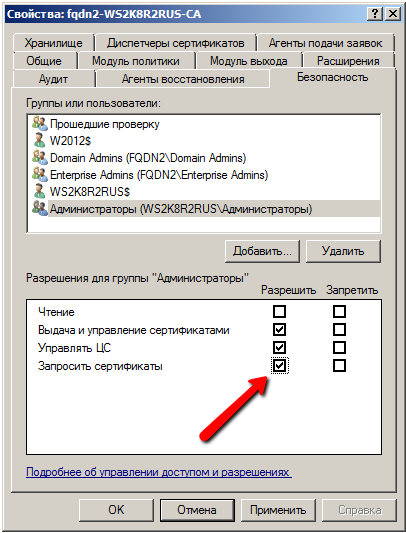 Свойства: fqdn2-WS2K8R2RUS-CA
Хранилище Диспетчеры сертификатов Агенты подачи заявок
Общие Модуль политики Модуль выхода Расширения
Аудит Агенты восстановления Безопасность
Группы или пользователи:
Прошедшие проверку
W2012$
Domain Admins (FQDN2\Domain Admins)
Enterprise Admins (FQDN2\Enterprise Admins)
WS2K8R2RUS$
Администраторы (WS2K8R2RUS\Администраторы)
Добавить... Удалить
Разрешения для группы "Администраторы"
Разрешить Запретить
Чтение
Выдача и управление сертификатами
Управлять ЦС
Запросить сертификаты
Подробнее об управлении доступом и разрешениях
OK Отмена Применить Справка